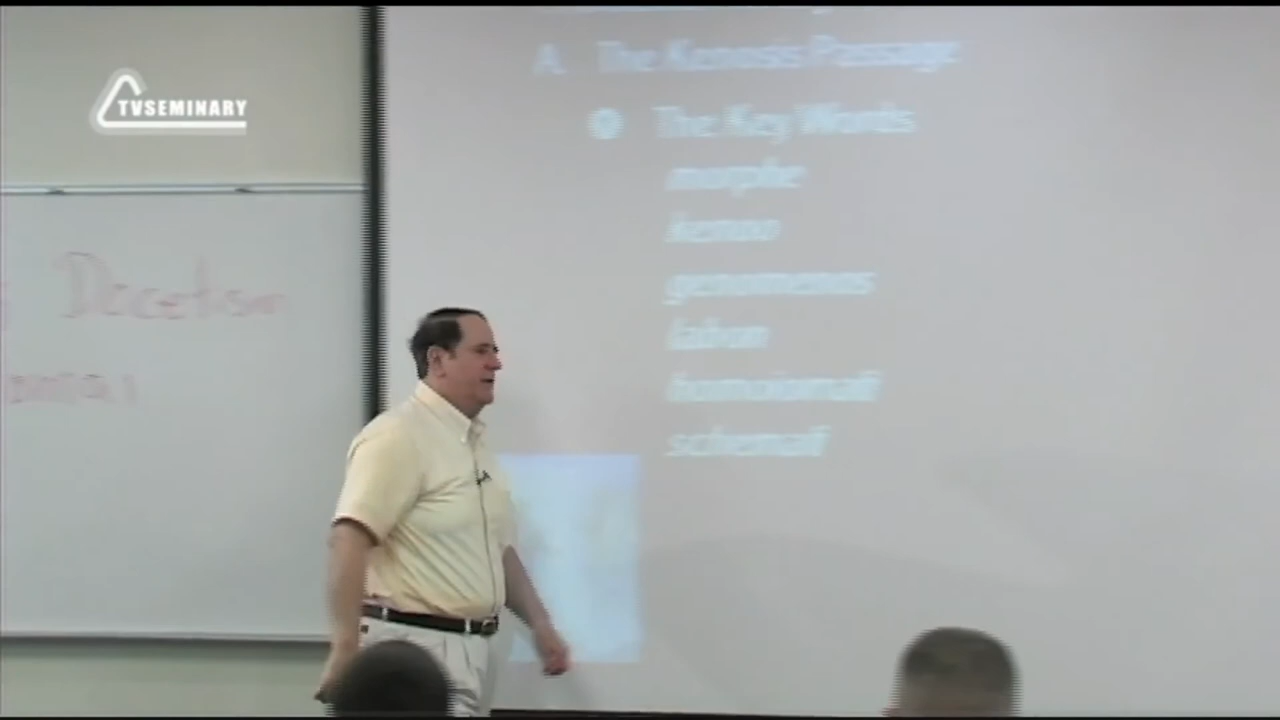 TVSEMINARY
A. The Kenosis Passage
The Key Words
morphe
kenoo
genomenos
labon
homoiomati
schemati
Docetism